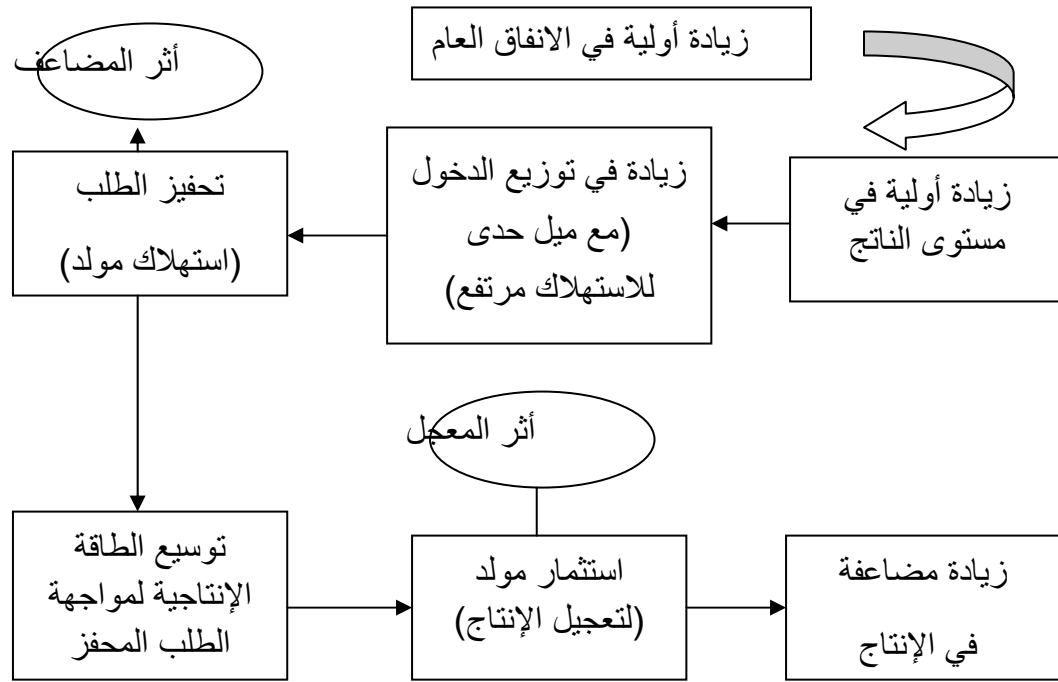 زيادة أولية في الانفاق العام
أثر المضاعف
زيادة أولية في
مستوى الناتج
زيادة في توزيع الدخول
(مع ميل حدى
للاستهلاك مرتفع)
تحفيز الطلب
(استهلاك مولد)
أثر المعجل
توسيع الطاقة
الإنتاجية لمواجهة
الطلب المحفز
استثمار مولد
(لتعجيل الإنتاج)
زيادة مضاعفة
في الإنتاج